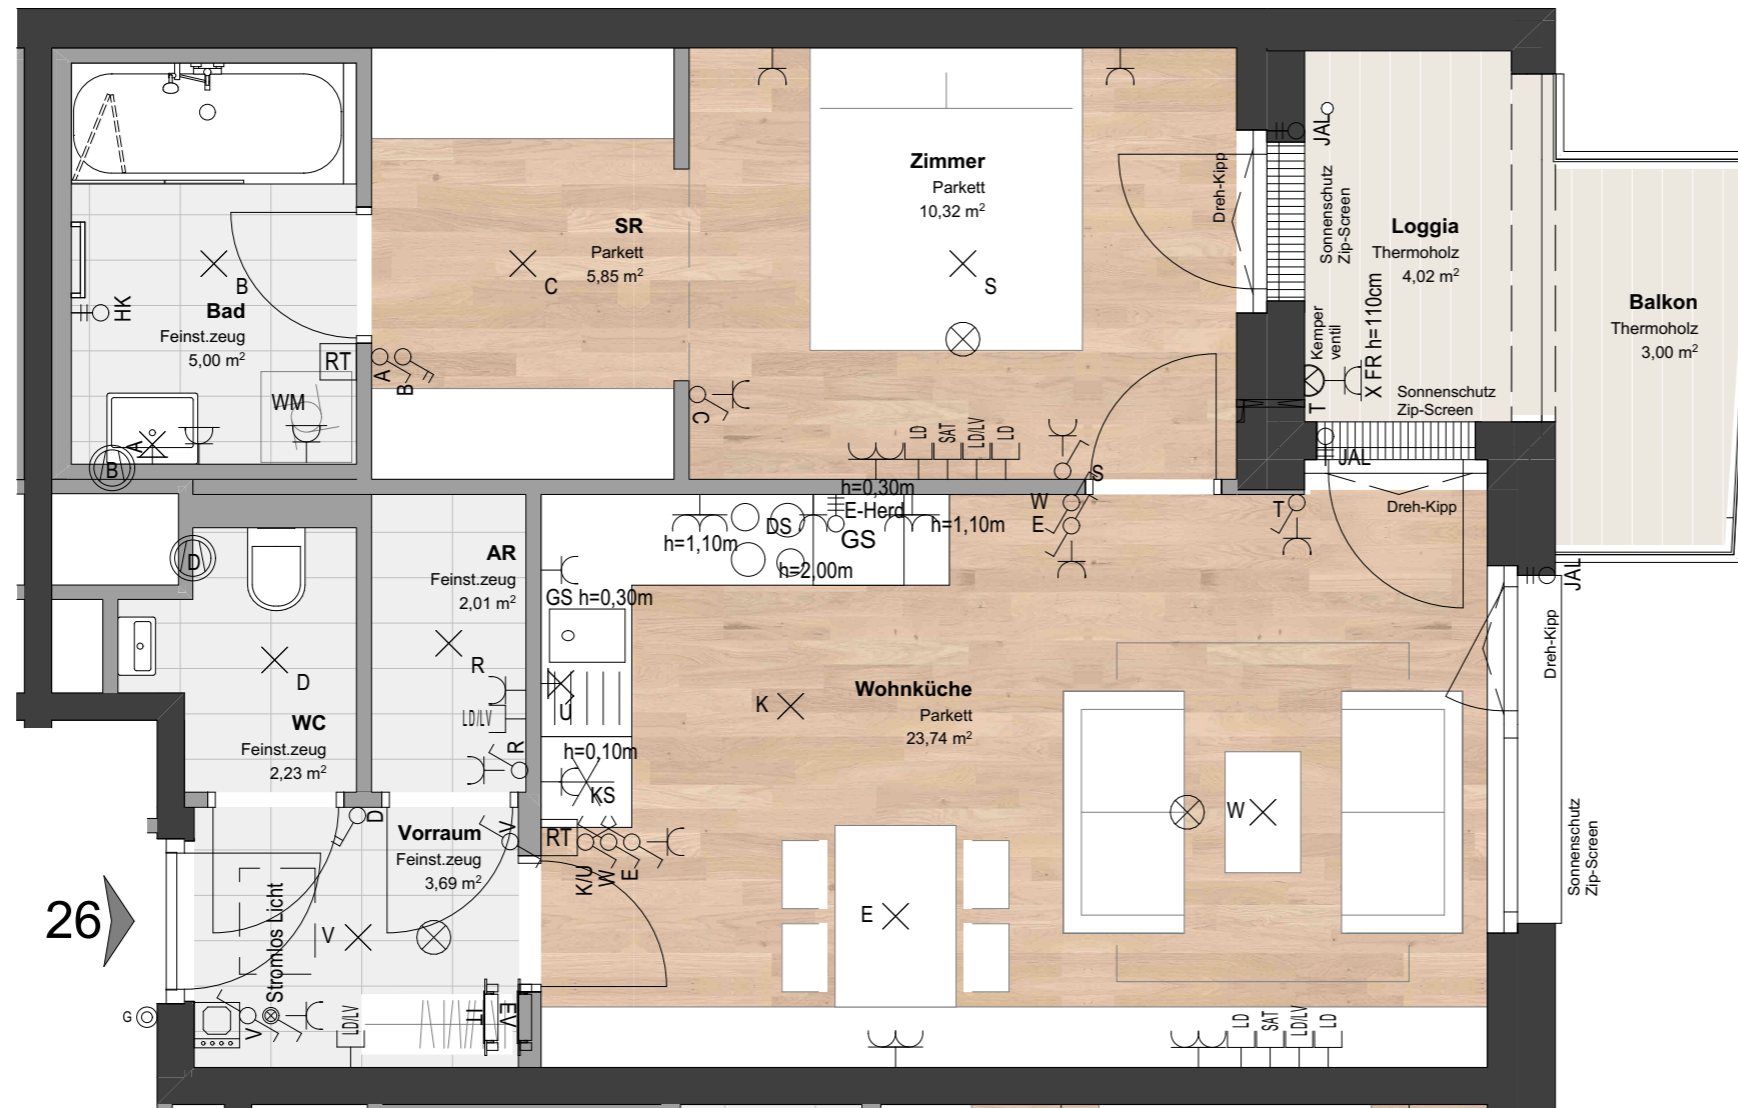 Zimmer
Parkett
10,32 m²
S
SR
Parkett
5,85 m²
C
B
Bad
Feinst.zeug
5,00 m²
HK
RT
WM
A
B
A
B
C
Dreh-Kipp
JAL
Sonnenschutz
Zip-Screen
Loggia
Thermoholz
4,02 m²
Kemper
ventil
X FR h=110cm
T
Sonnenschutz
Zip-Screen
JAL
Balkon
Thermoholz
3,00 m²
LD
SAT
LD/LV
LD
S
h=0,30m
E-Herd
W
E
T
Dreh-Kipp
h=1,10m
DS
GS
h=1,10m
h=2,00m
JAL
D
AR
Feinst.zeug
2,01 m²
R
GS h=0,30m
Dreh-Kipp
D
WC
Feinst.zeug
2,23 m²
LD/LV
R
U
h=0,10m
KS
K
Wohnküche
Parkett
23,74 m²
W
D
Vorraum
Feinst.zeug
3,69 m²
V
RT
K/U
W
E
E
Sonnenschutz
Zip-Screen
26
Stromlos Licht
V
G
V
LD/LV
TT
EV
LD
SAT
LD/LV
LD